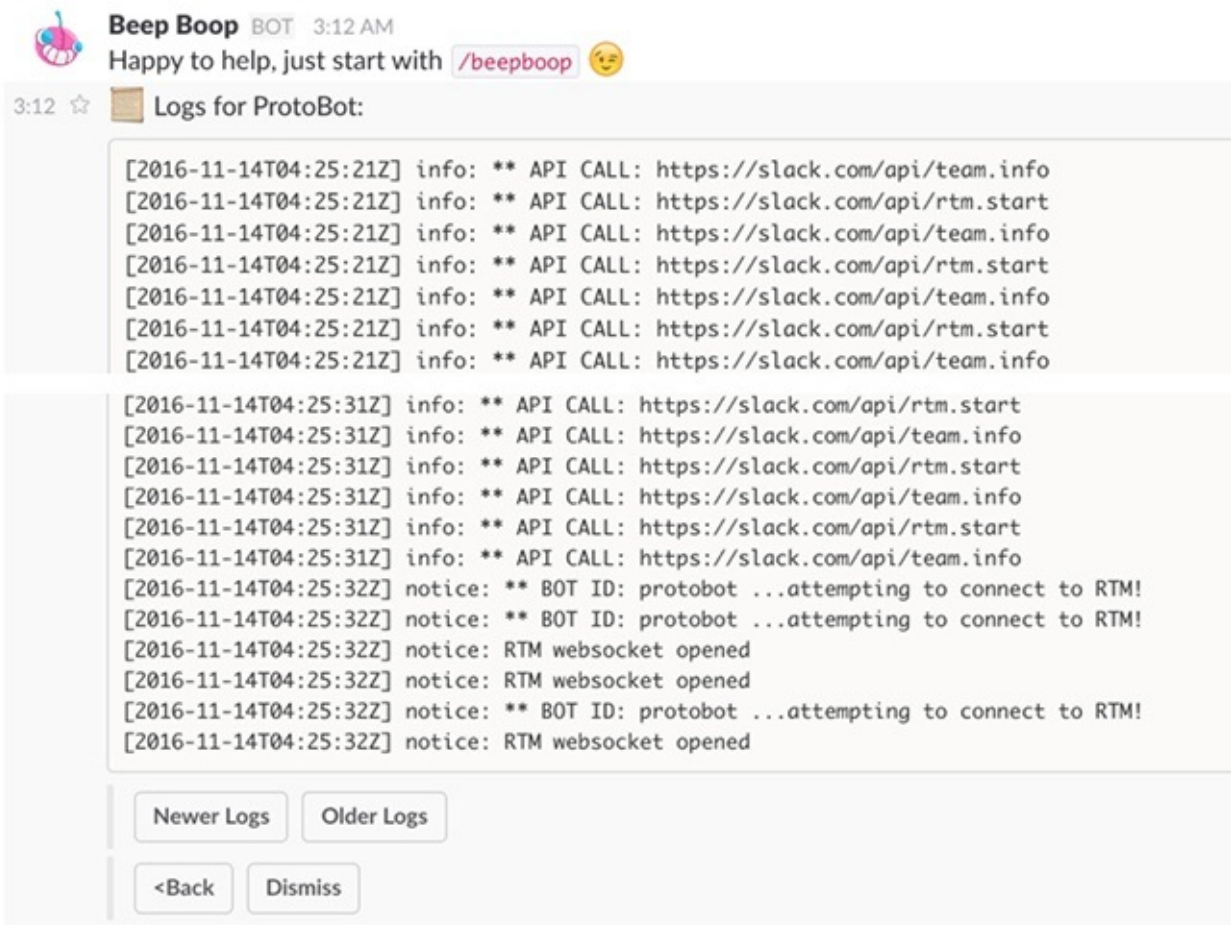 Beep Boop BOT 3:12 AM
Happy to help, just start with /beepboop
3:12 Logs for ProtoBot:
[2016-11-14T04:25:21Z] info: ** API CALL: https://slack.com/api/team.info
[2016-11-14T04:25:21Z] info: ** API CALL: https://slack.com/api/rtm.start
[2016-11-14T04:25:21Z] info: ** API CALL: https://slack.com/api/team.info
[2016-11-14T04:25:21Z] info: ** API CALL: https://slack.com/api/rtm.start
[2016-11-14T04:25:21Z] info: ** API CALL: https://slack.com/api/team.info
[2016-11-14T04:25:21Z] info: ** API CALL: https://slack.com/api/rtm.start
[2016-11-14T04:25:21Z] info: ** API CALL: https://slack.com/api/team.info
[2016-11-14T04:25:31Z] info: ** API CALL: https://slack.com/api/rtm.start
[2016-11-14T04:25:31Z] info: ** API CALL: https://slack.com/api/team.info
[2016-11-14T04:25:31Z] info: ** API CALL: https://slack.com/api/rtm.start
[2016-11-14T04:25:31Z] info: ** API CALL: https://slack.com/api/team.info
[2016-11-14T04:25:31Z] info: ** API CALL: https://slack.com/api/rtm.start
[2016-11-14T04:25:31Z] info: ** API CALL: https://slack.com/api/team.info
[2016-11-14T04:25:32Z] notice: ** BOT ID: protobot ...attempting to connect to RTM!
[2016-11-14T04:25:32Z] notice: ** BOT ID: protobot ...attempting to connect to RTM!
[2016-11-14T04:25:32Z] notice: RTM websocket opened
[2016-11-14T04:25:32Z] notice: RTM websocket opened
[2016-11-14T04:25:32Z] notice: ** BOT ID: protobot ...attempting to connect to RTM!
[2016-11-14T04:25:32Z] notice: RTM websocket opened
Newer Logs Older Logs
<Back Dismiss